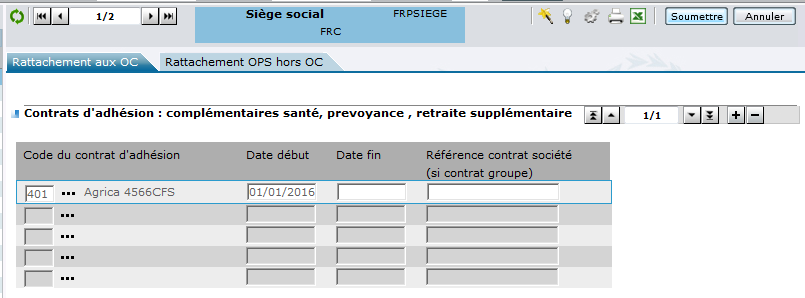 1/2 Siège social FRPSIEGE Soumettre Annuler
FRC
Rattachement aux OC Rattachement OPS hors OC
Contrats d'adhésion : complémentaires santé, prevoyance , retraite supplémentaire 1/1
Code du contrat d'adhésion Date début Date fin Référence contrat société
(si contrat groupe)
401 ... Agrica 4566CFS 01/01/2016
...
...
...
...